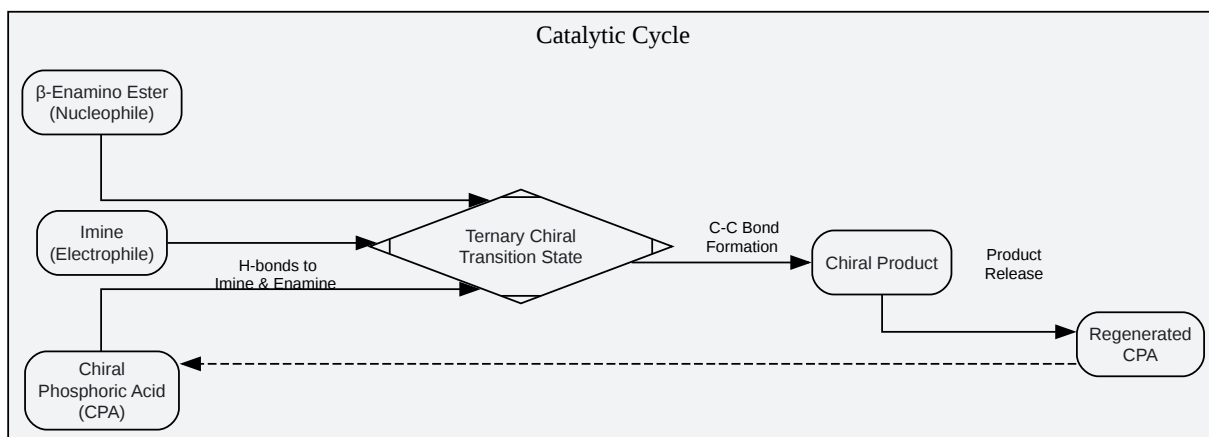 Catalytic Cycle
β-Enamino Ester
(Nucleophile)
Imine
(Electrophile)
H-bonds to
Imine & Enamine
Chiral
Phosphoric Acid
(CPA)
Ternary Chiral
Transition State
C-C Bond
Formation
Chiral Product
Product
Release
Regenerated
CPA